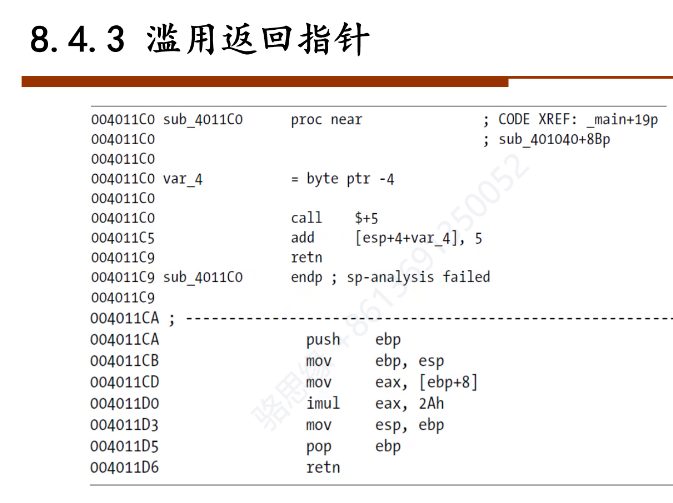 8.4.3 滥用返回指针
004011C0 sub_4011C0 proc near ; CODE XREF: _main+19p
004011C0 ; sub_401040+8Bp
004011C0
004011C0 var_4 = byte ptr -4
004011C0
004011C0 call $+5
004011C5 add [esp+4+var_4], 5
004011C9 retn
004011C9 sub_4011C0 endp ; sp-analysis failed
004011C9
004011CA ; ------------------------------------------------------------
004011CA push ebp
004011CB mov ebp, esp
004011CD mov eax, [ebp+8]
004011D0 imul eax, 2Ah
004011D3 mov esp, ebp
004011D5 pop ebp
004011D6 retn